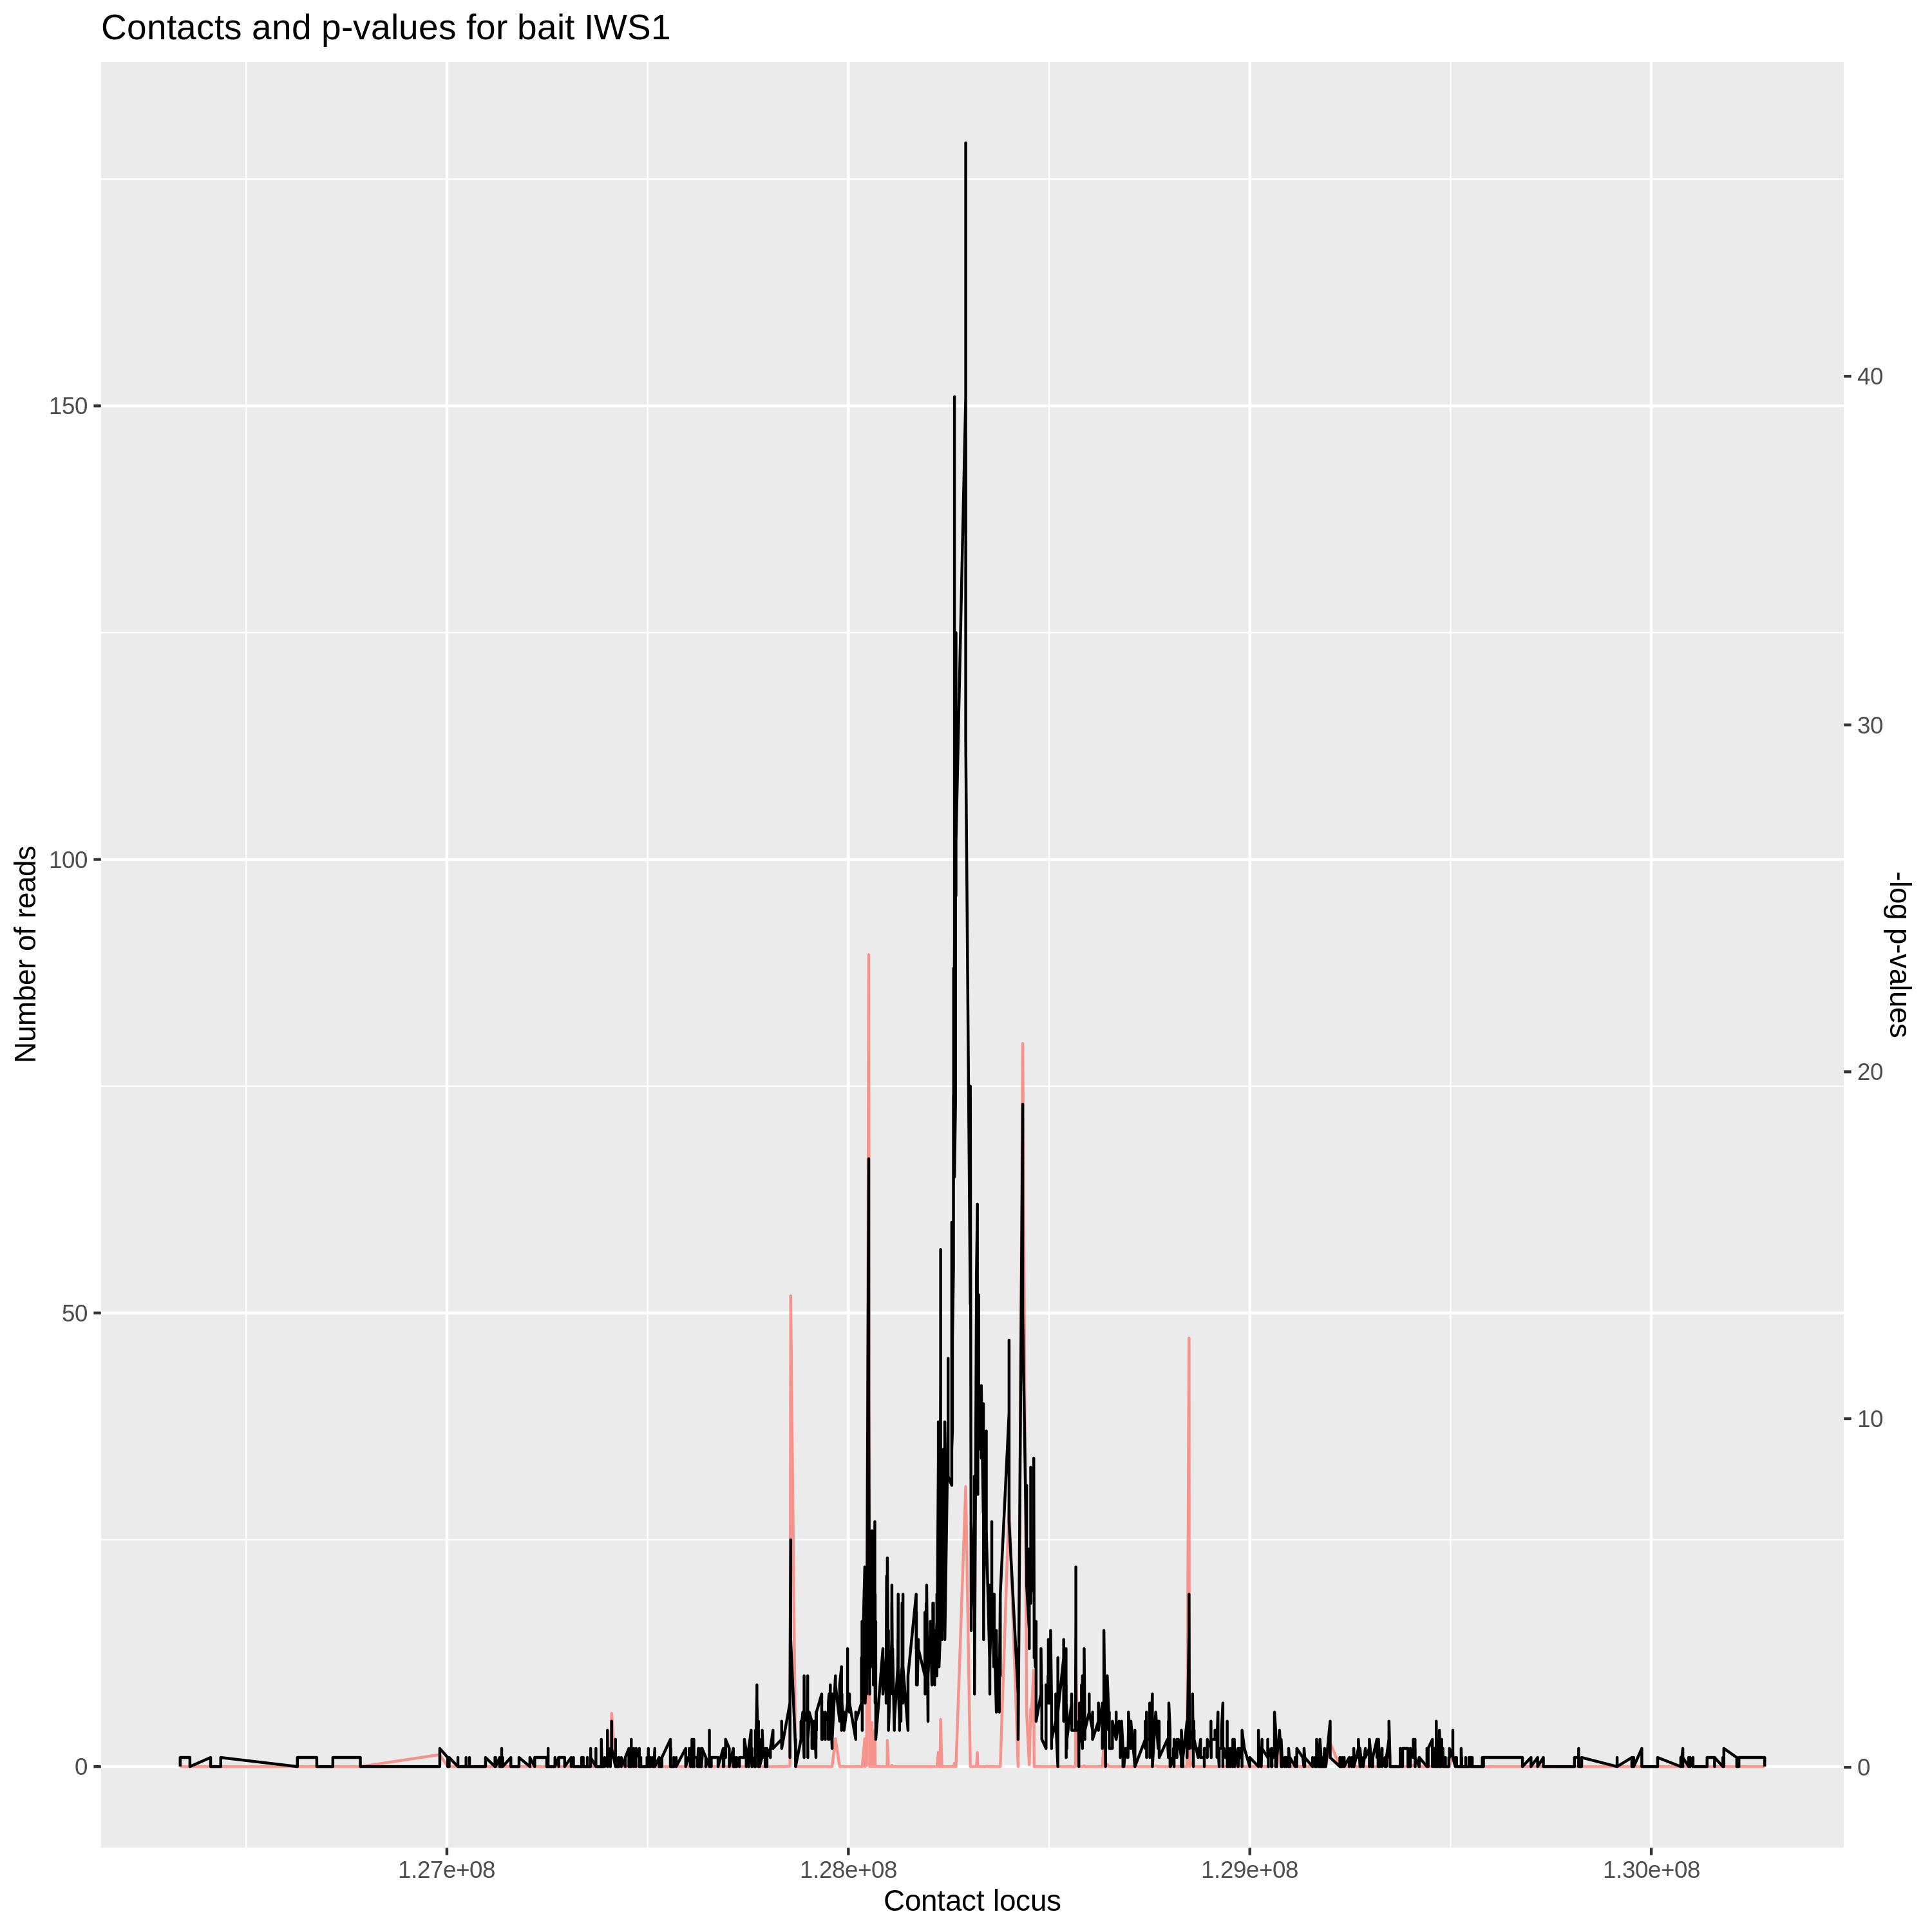 Contacts and p-values for bait IWS1
150
100
50
0
Number of reads
40
30
20
10
0
-log p-values
1.27e+08
1.28e+08
1.29e+08
1.30e+08
Contact locus